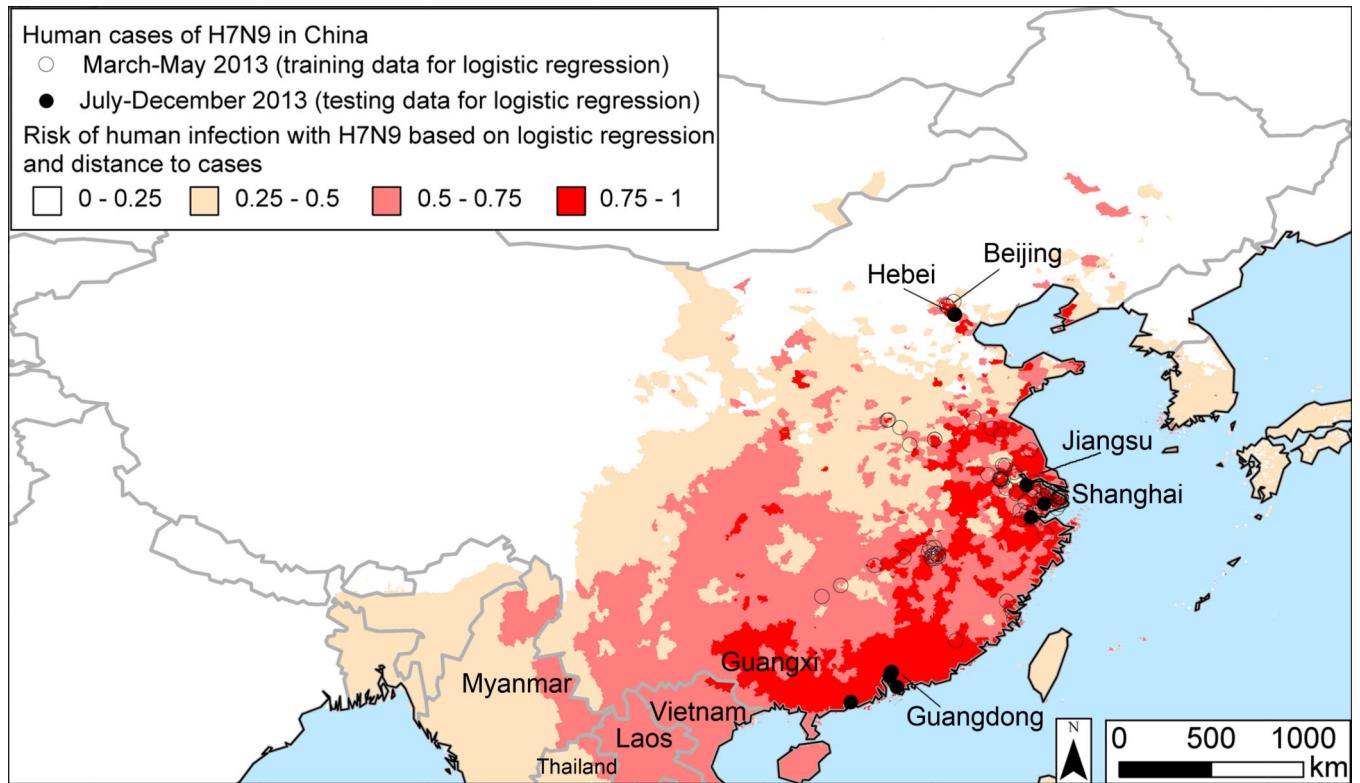 Human cases of H7N9 in China
March-May 2013 (training data for logistic regression)
July-December 2013 (testing data for logistic regression)
Risk of human infection with H7N9 based on logistic regression
and distance to cases
0 - 0.25 0.25 - 0.5 0.5 - 0.75 0.75 - 1
Beijing
Hebei
Jiangsu
Shanghai
Guangxi
Myanmar
Vietnam
Guangdong
Laos
Thailand
N
0 500 1000
km